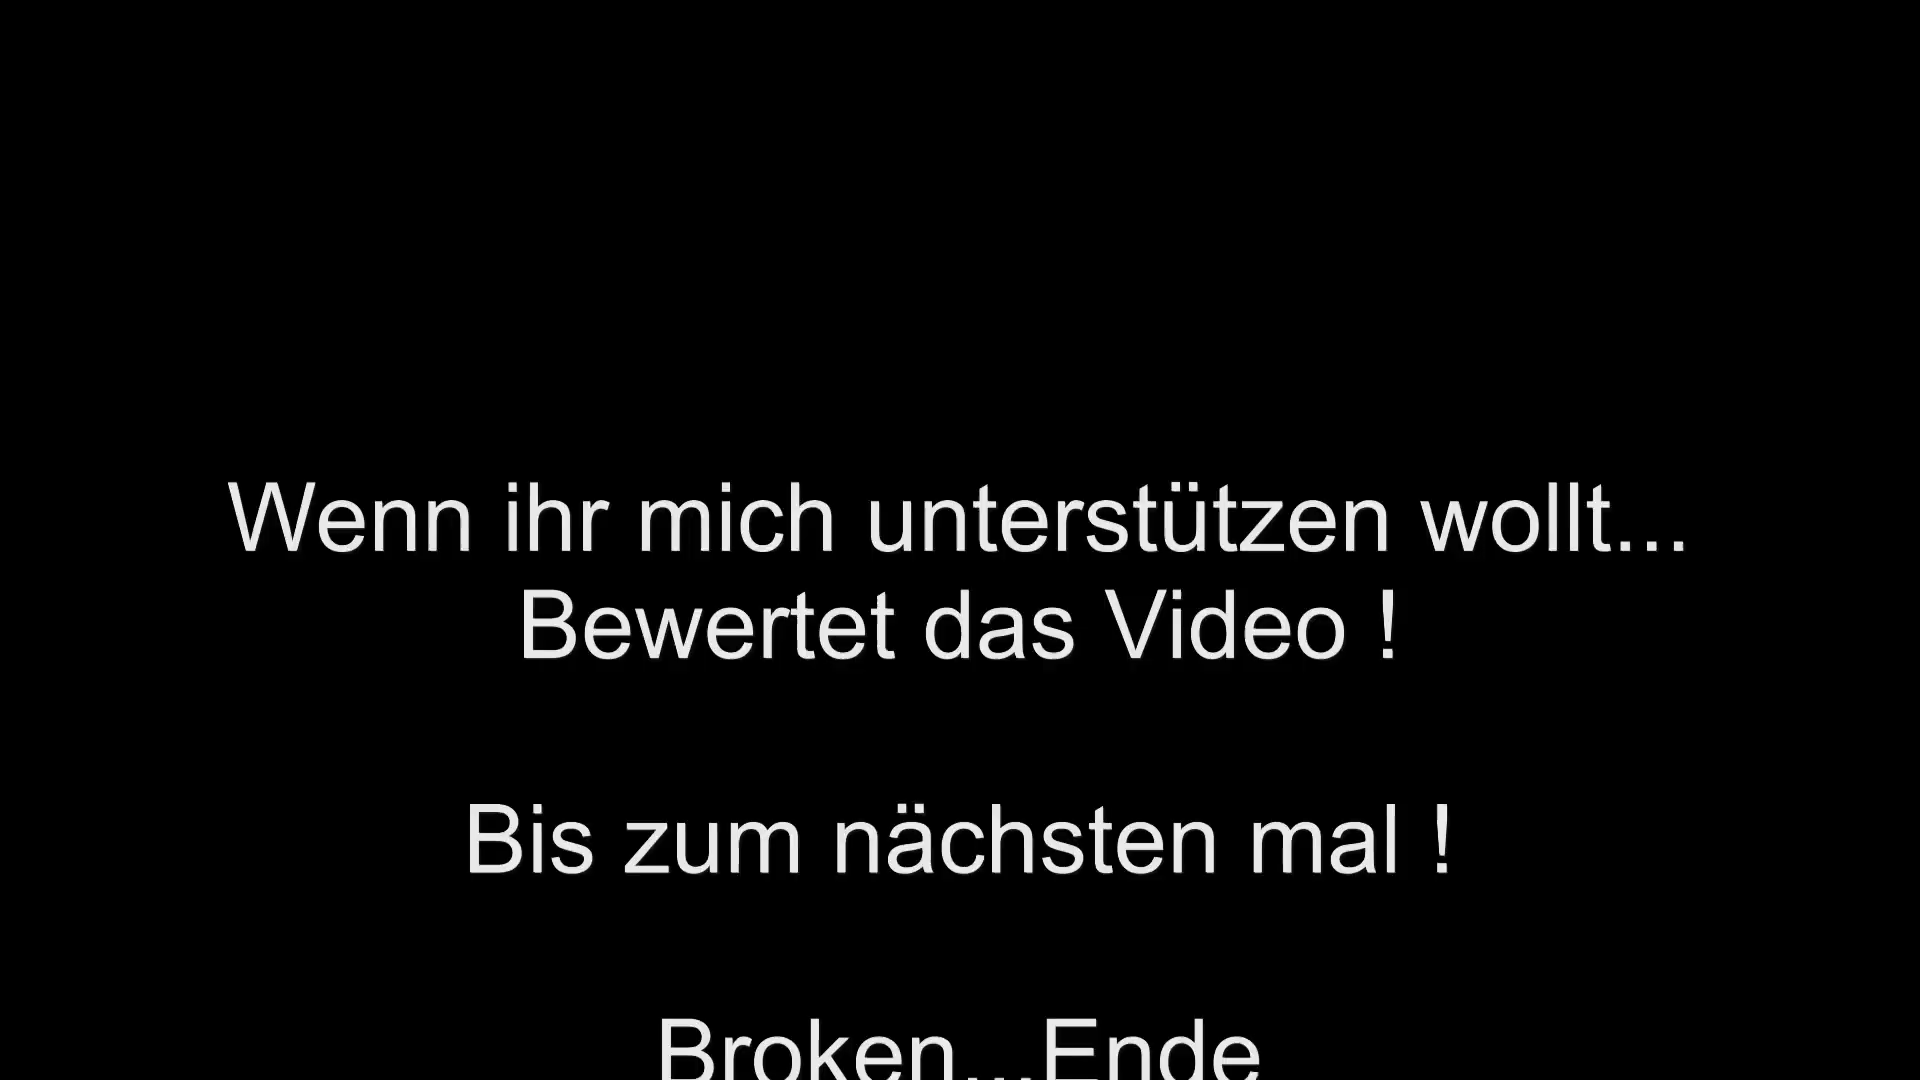 Wenn ihr mich unterstützen wollt...
Bewertet das Video !
Bis zum nächsten mal !
Broken...Ende